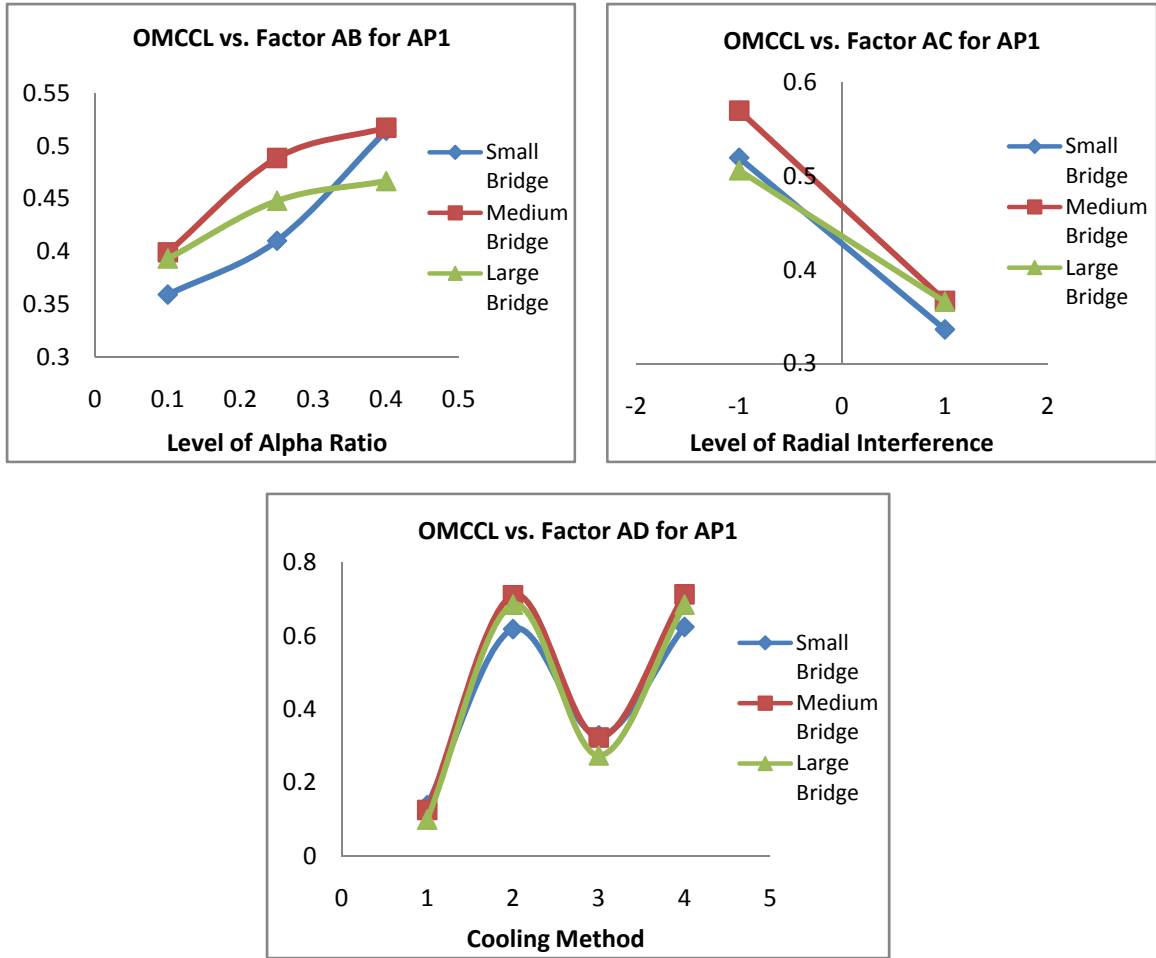 OMCCL vs. Factor AB for AP1
0.55
0.5
0.45
0.4
0.35
0.3
0 0.1 0.2 0.3 0.4 0.5
Level of Alpha Ratio
Small
Bridge
Medium
Bridge
Large
Bridge
OMCCL vs. Factor AC for AP1
0.6
0.5
0.4
0.3
-2 -1 0 1 2
Level of Radial Interference
Small
Bridge
Medium
Bridge
Large
Bridge
OMCCL vs. Factor AD for AP1
0.8
0.6
0.4
0.2
0
0 1 2 3 4 5
Cooling Method
Small
Bridge
Medium
Bridge
Large
Bridge